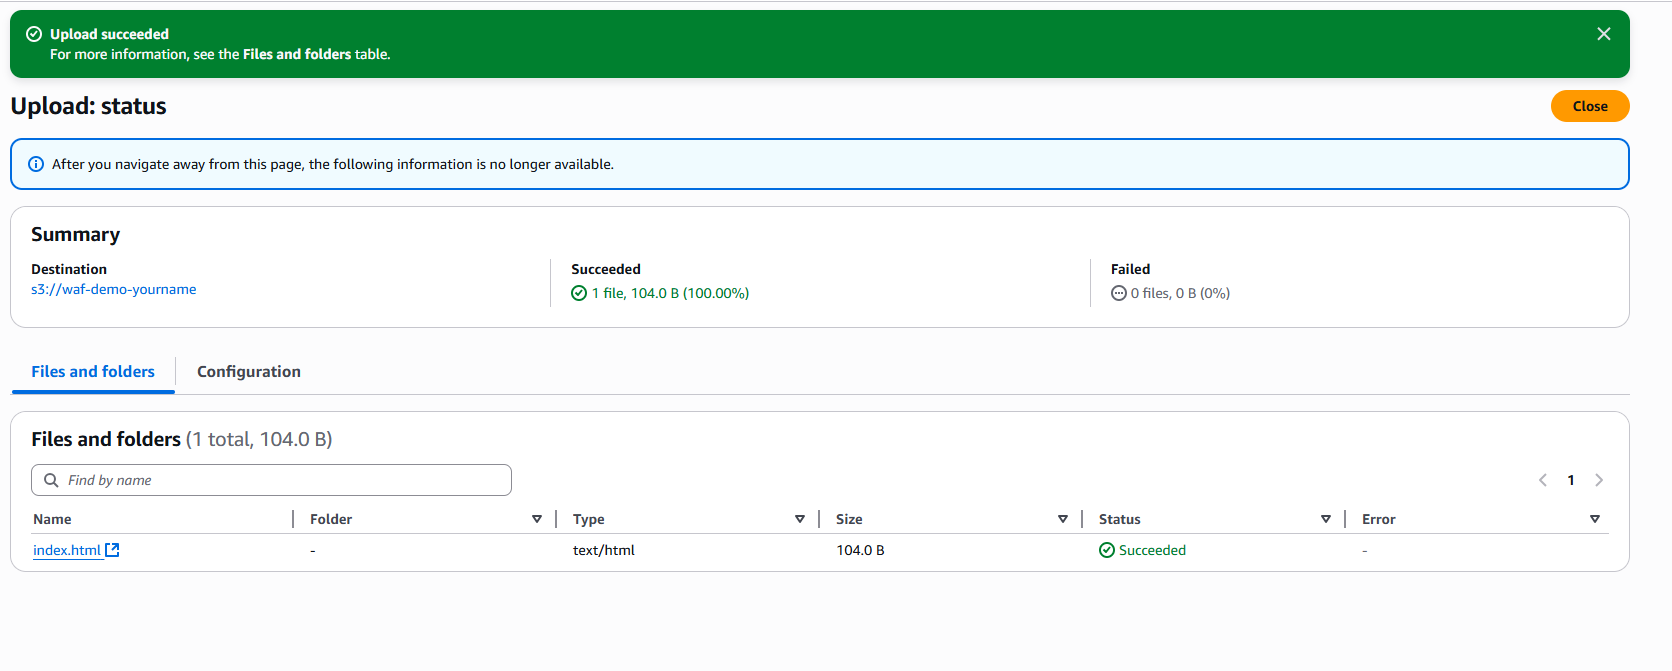 Upload succeeded
For more information, see the Files and folders table.
Upload: status
Close
After you navigate away from this page, the following information is no longer available.
Summary
Destination
s3://waf-demo-yourname
Succeeded
1 file, 104.0 B (100.00%)
Failed
0 files, 0 B (0%)
Files and folders
Configuration
Files and folders (1 total, 104.0 B)
Find by name
1
Name Folder Type Size Status Error
index.html - text/html 104.0 B Succeeded -